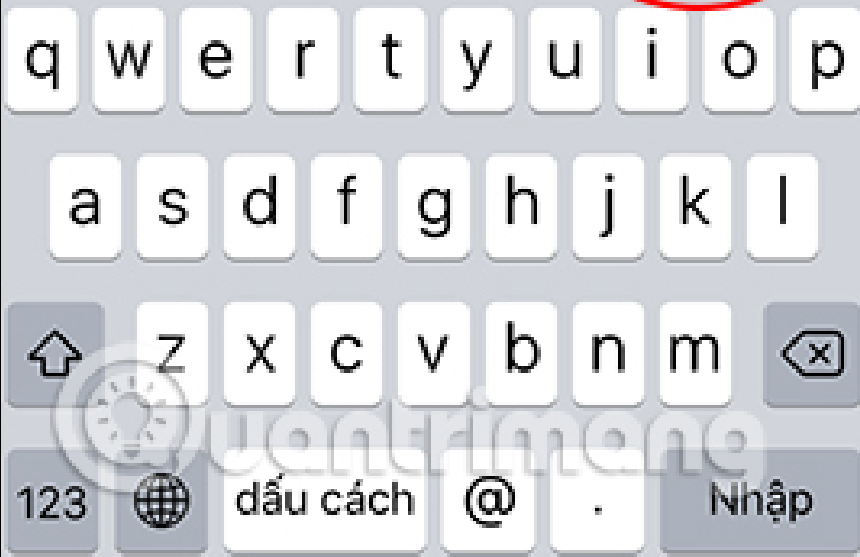 q w e r t y u i o p
a s d f g h j k l
z x c v b n m
Quantrimang
123 dấu cách @ . Nhập